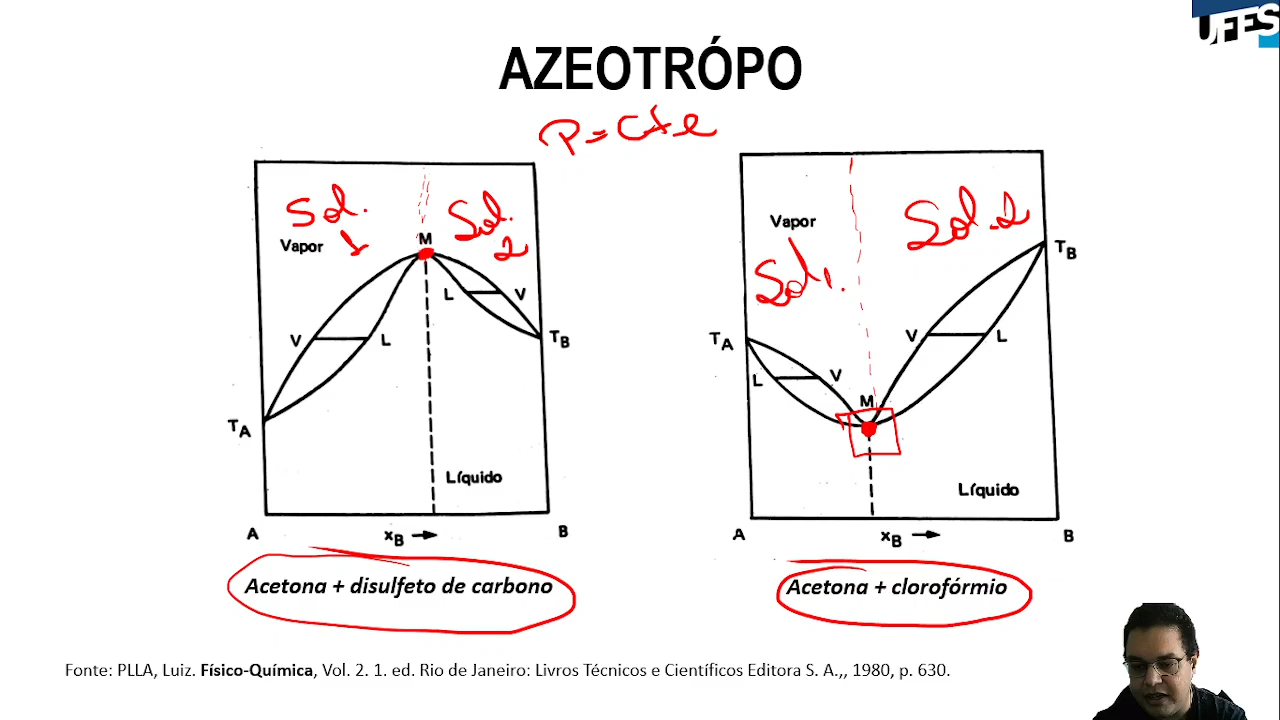 UFES
AZEOTRÓPO
P = Cte
Sol. 1
Sol. 2
Vapor
M
L
V
V
L
T_B
T_A
Líquido
A
x_B →
B
Acetona + disulfeto de carbono
Sol. 2
Vapor
Sol 1.
T_B
T_A
V
L
L
V
M
Líquido
A
x_B →
B
Acetona + clorofórmio
Fonte: PLLA, Luiz. Físico-Química, Vol. 2. 1. ed. Rio de Janeiro: Livros Técnicos e Científicos Editora S. A.,, 1980, p. 630.